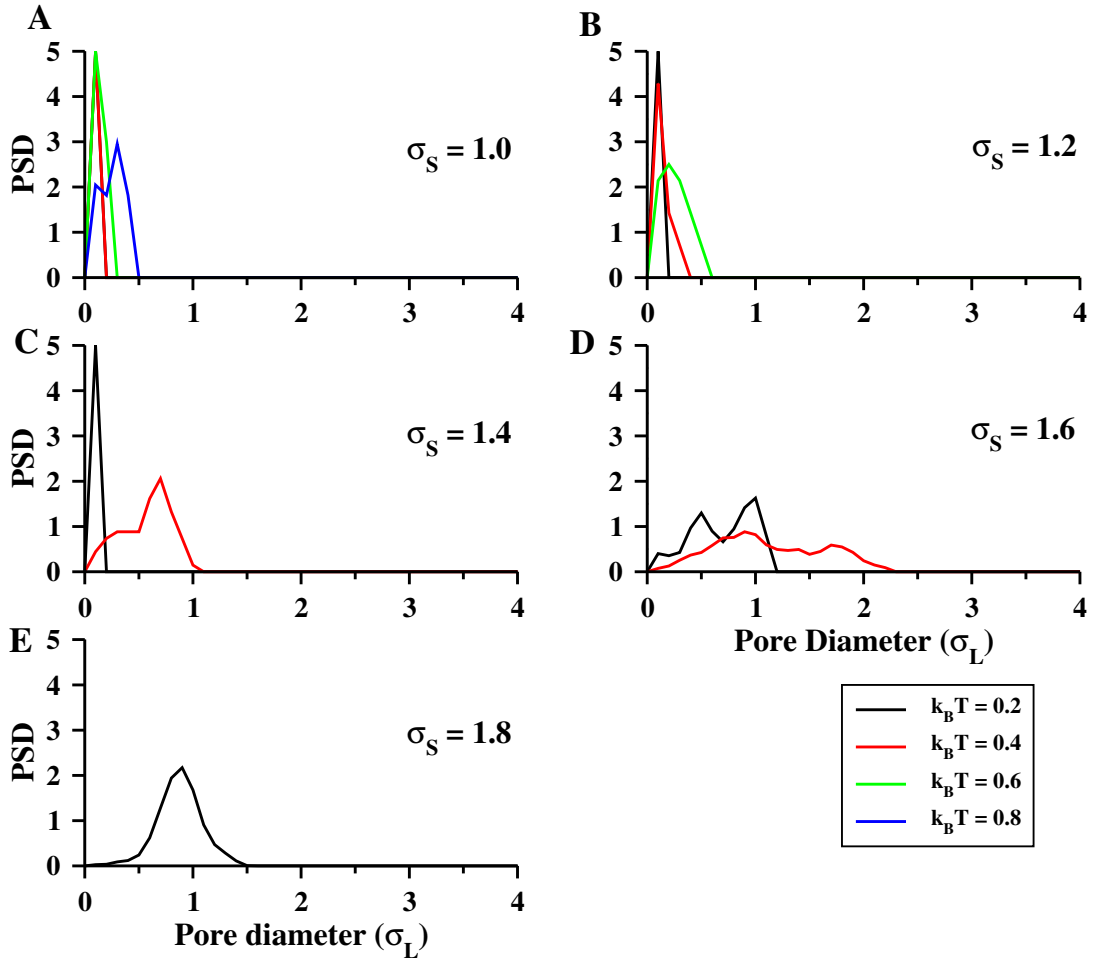 A
5
4
3
2
1
0
PSD
σS = 1.0
0 1 2 3 4
B
5
4
3
2
1
0
σS = 1.2
0 1 2 3 4
C
5
4
3
2
1
0
PSD
σS = 1.4
0 1 2 3 4
D
5
4
3
2
1
0
σS = 1.6
0 1 2 3 4
Pore Diameter (σL)
E
5
4
3
2
1
0
PSD
σS = 1.8
0 1 2 3 4
Pore diameter (σL)
kBT = 0.2
kBT = 0.4
kBT = 0.6
kBT = 0.8